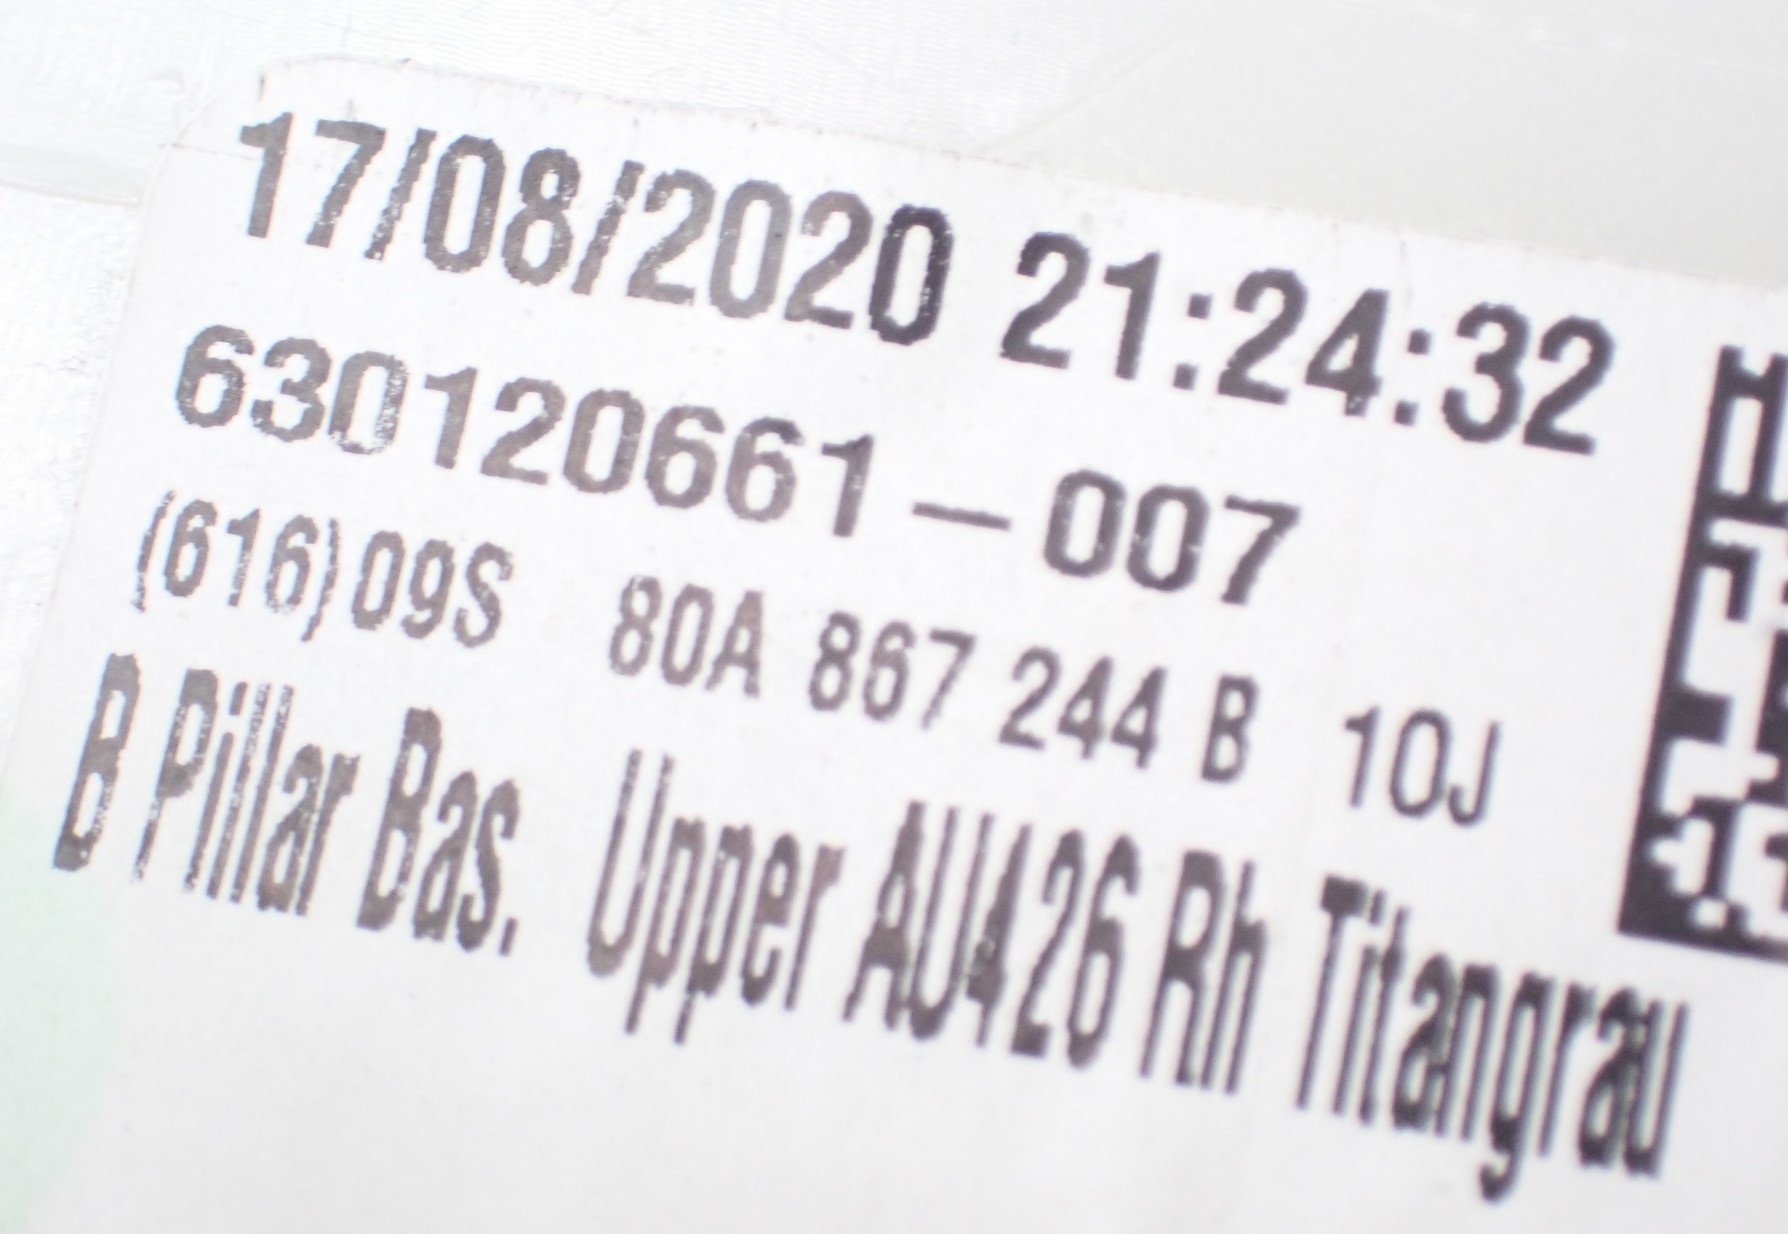 17/08/2020 21:24:32
630120661-007
(616)09S 80A 867 244 B 10J
B Pillar Bas. Upper AU426 Rh Titangrau